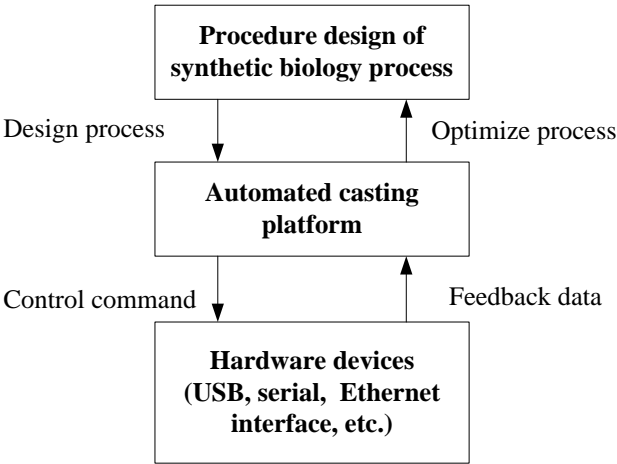 Procedure design of
synthetic biology process
Design process
Optimize process
Automated casting
platform
Control command
Feedback data
Hardware devices
(USB, serial, Ethernet
interface, etc.)